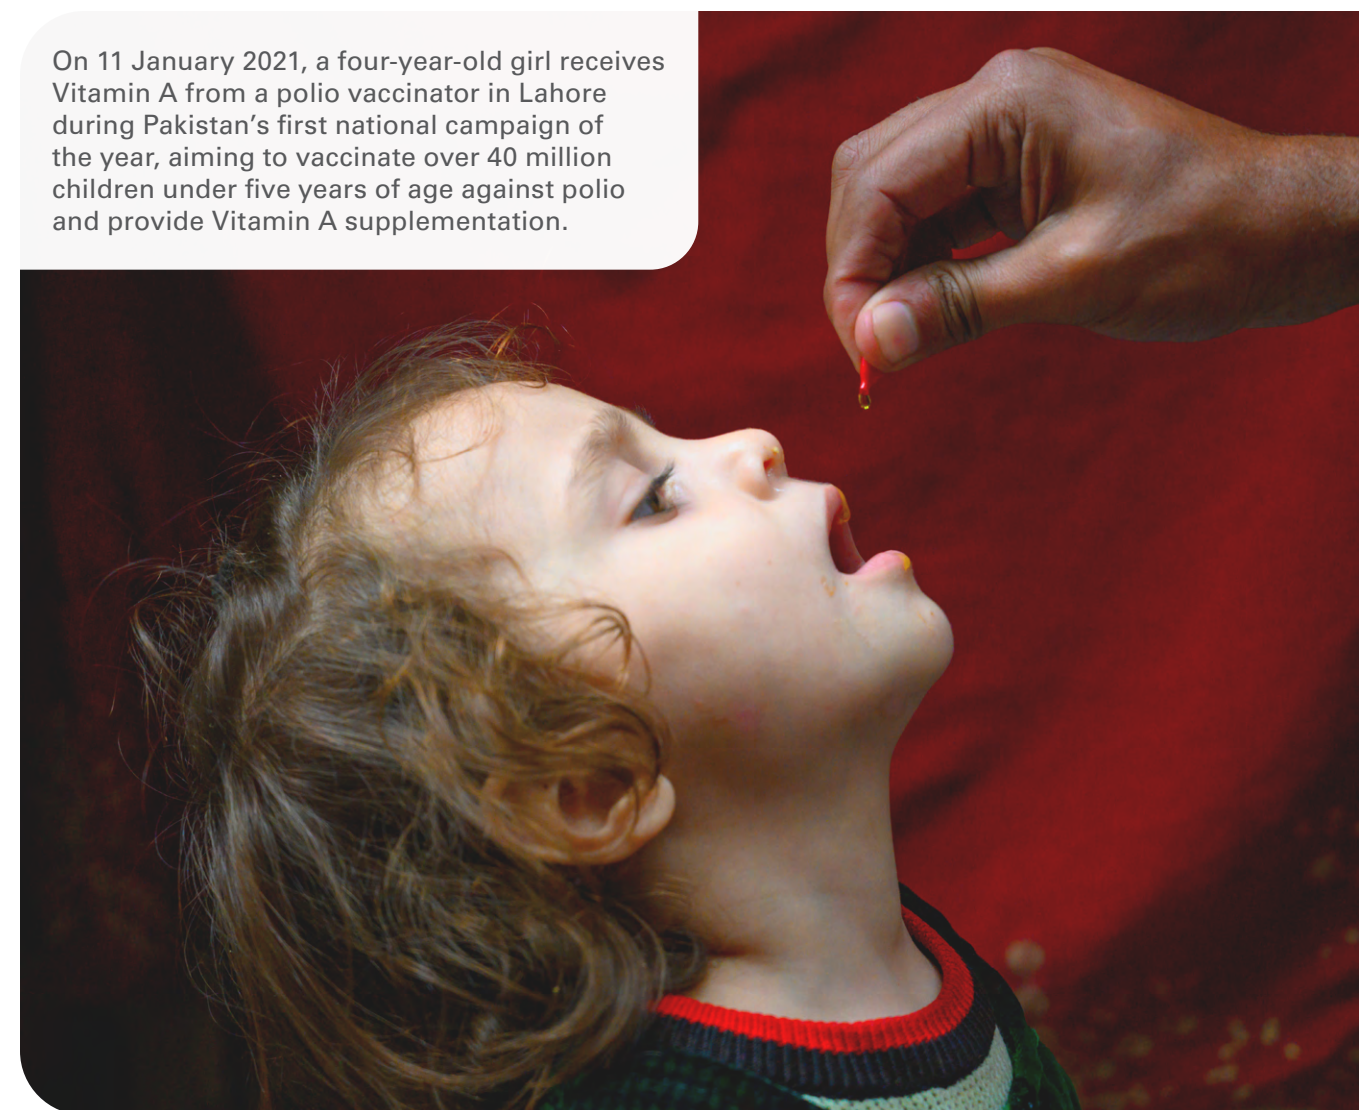 On 11 January 2021, a four-year-old girl receives
Vitamin A from a polio vaccinator in Lahore
during Pakistan’s first national campaign of
the year, aiming to vaccinate over 40 million
children under five years of age against polio
and provide Vitamin A supplementation.